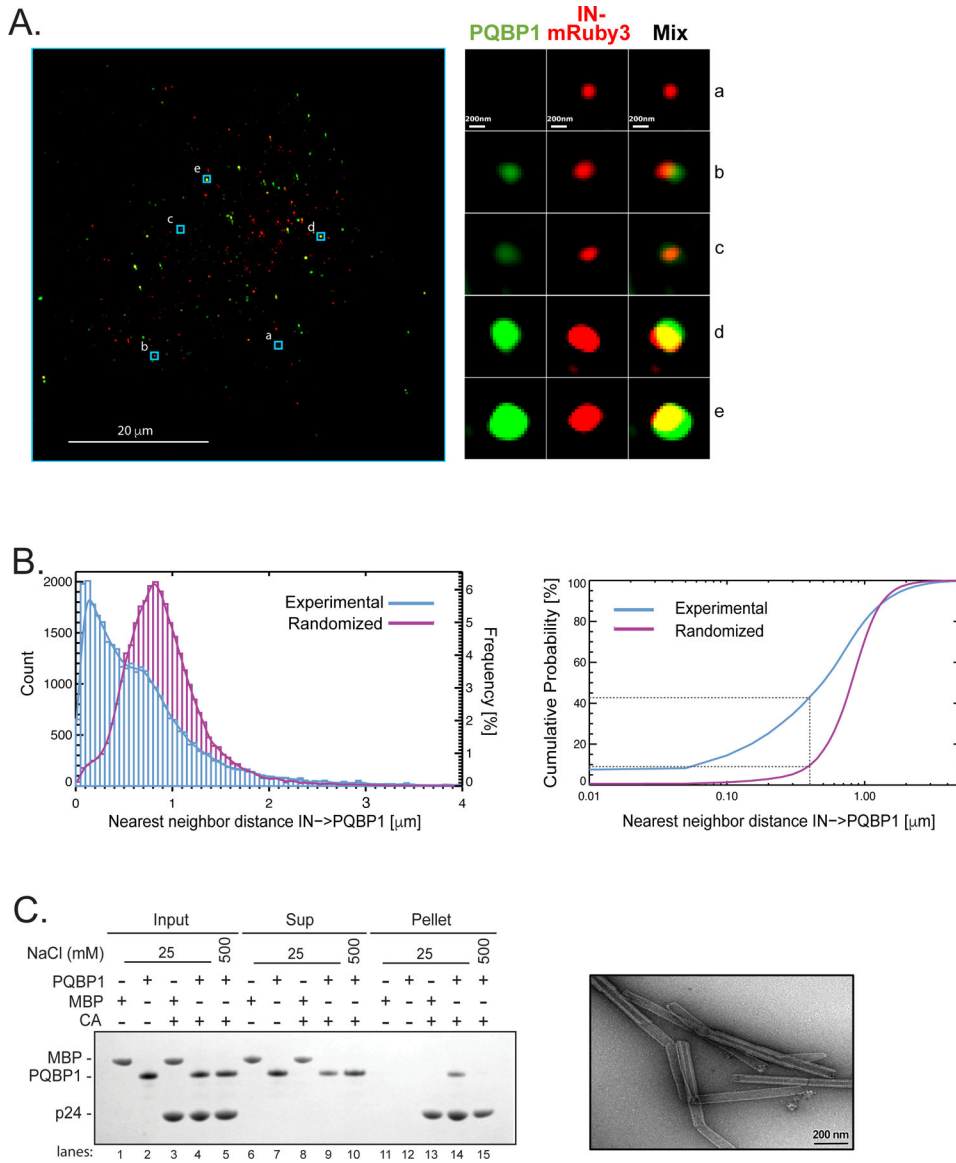 A.
PQBP1 IN-mRuby3 Mix
e
c
d
b
a
20 μm
200nm 200nm 200nm
a
b
c
d
e
B.
2000
1500
1000
500
0
Count
Experimental
Randomized
6
5
4
3
2
1
0
Frequency [%]
0 1 2 3 4
Nearest neighbor distance IN−>PQBP1 [μm]
100
80
60
40
20
0
Cumulative Probability [%]
Experimental
Randomized
0.01 0.10 1.00
Nearest neighbor distance IN−>PQBP1 [μm]
C.
Input Sup Pellet
NaCl (mM) 25 500 25 500 25 500
PQBP1 - + - + + - + - + + - - - + +
MBP + - + - - + - + - - + - + - -
CA - - + + + - - + + + - - + + +
MBP -
PQBP1 -
p24 -
lanes: 1 2 3 4 5 6 7 8 9 10 11 12 13 14 15
200 nm